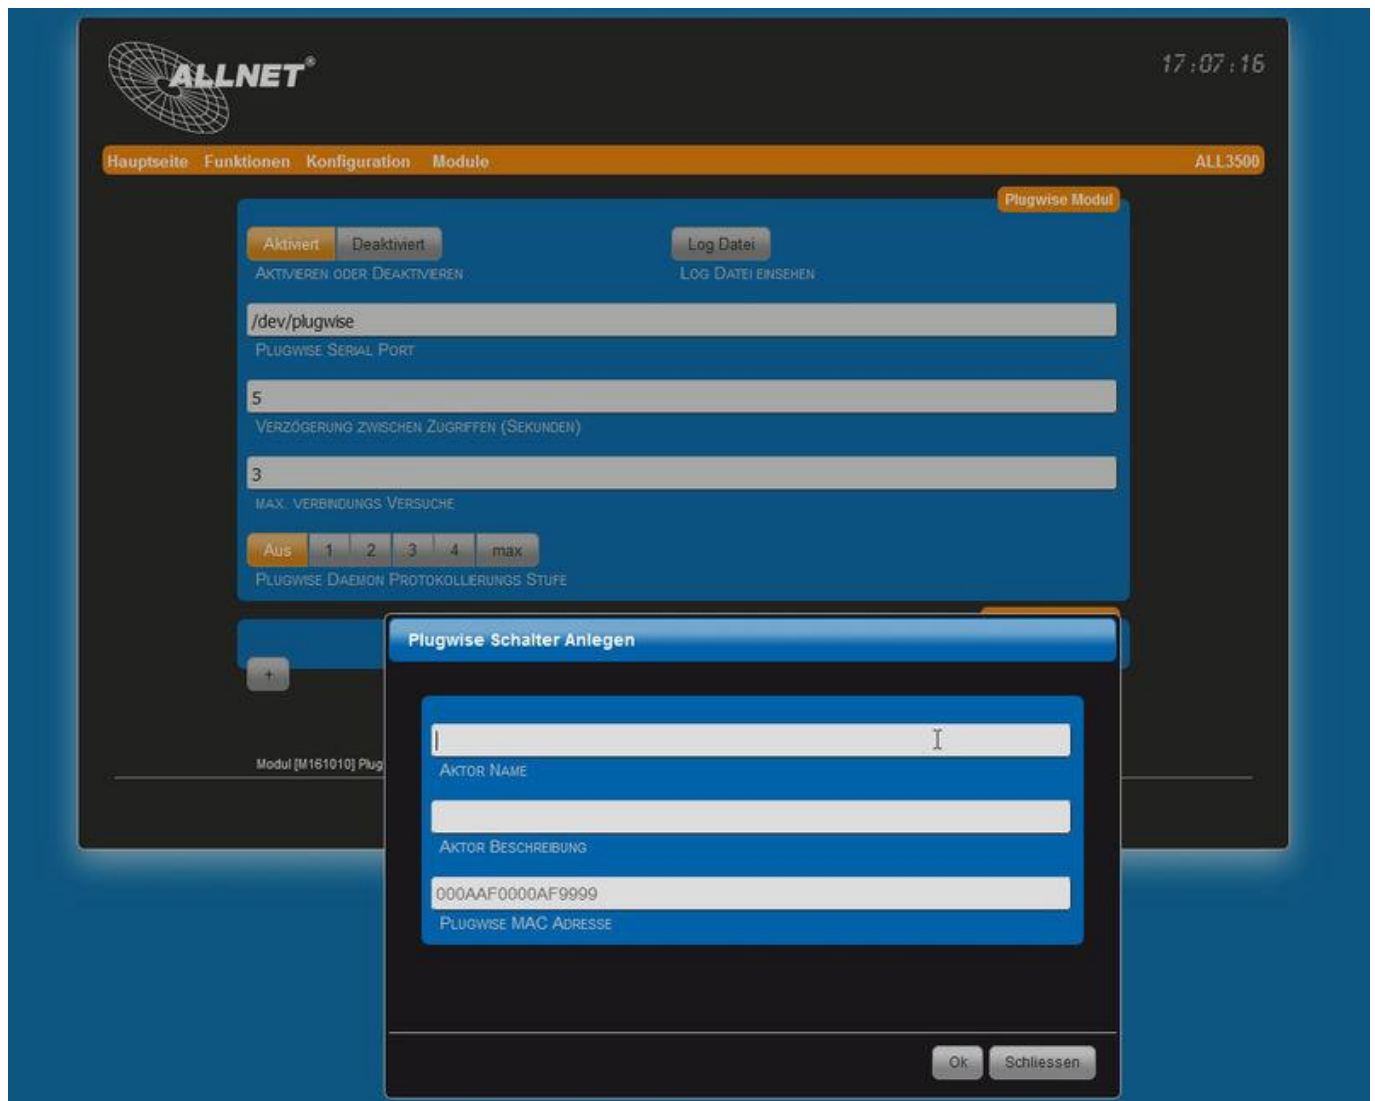 ALLNET®
17:07:16
Hauptseite Funktionen Konfiguration Module ALL3500
Plugwise Modul
Aktiviert Deaktiviert Log Datei
AKTIVIEREN ODER DEAKTIVIEREN LOG DATEI EINSEHEN
/dev/plugwise
PLUGWISE SERIAL PORT
5
VERZÖGERUNG ZWISCHEN ZUGRIFFEN (SEKUNDEN)
3
MAX. VERBINDUNGS VERSUCHE
Aus 1 2 3 4 max
PLUGWISE DAEMON PROTOKOLLIERUNGS STUFE
Plugwise Schalter Anlegen
+
AKTOR NAME
Modul [M161010] Plug
AKTOR BESCHREIBUNG
000AAF0000AF9999
PLUGWISE MAC ADRESSE
Ok Schliessen